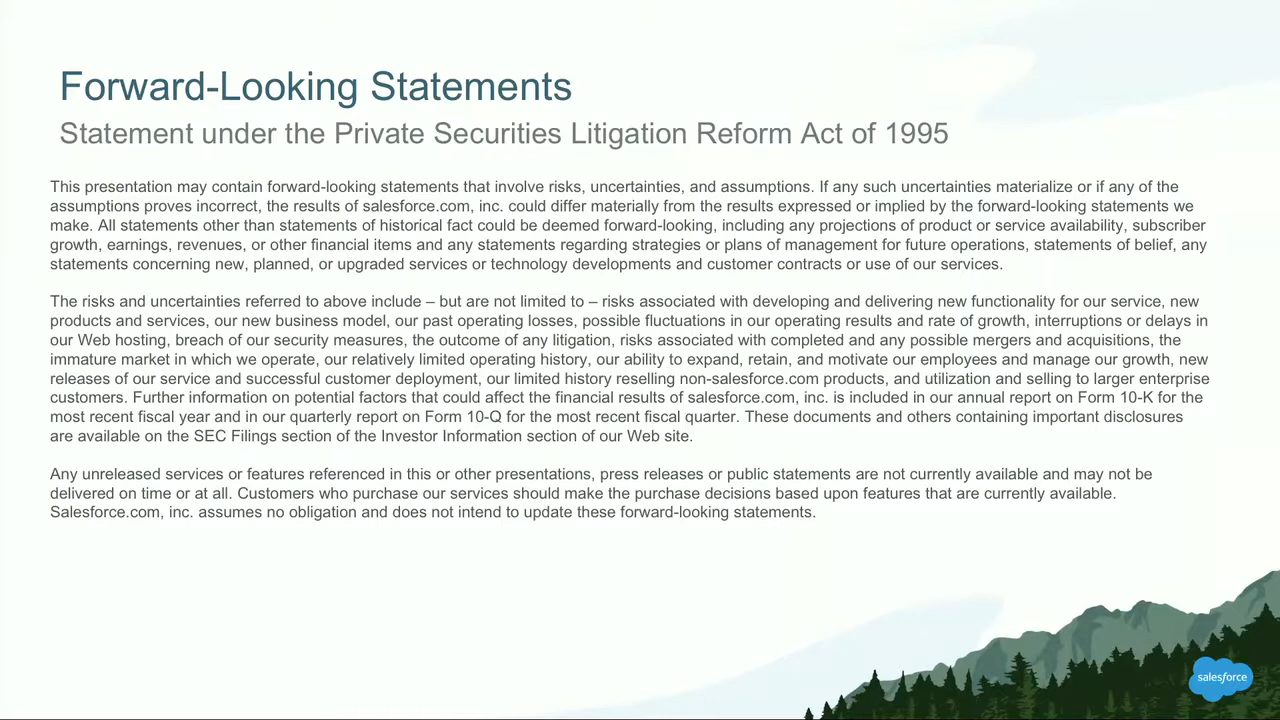 Forward-Looking Statements
Statement under the Private Securities Litigation Reform Act of 1995
This presentation may contain forward-looking statements that involve risks, uncertainties, and assumptions. If any such uncertainties materialize or if any of the
assumptions proves incorrect, the results of salesforce.com, inc. could differ materially from the results expressed or implied by the forward-looking statements we
make. All statements other than statements of historical fact could be deemed forward-looking, including any projections of product or service availability, subscriber
growth, earnings, revenues, or other financial items and any statements regarding strategies or plans of management for future operations, statements of belief, any
statements concerning new, planned, or upgraded services or technology developments and customer contracts or use of our services.
The risks and uncertainties referred to above include – but are not limited to – risks associated with developing and delivering new functionality for our service, new
products and services, our new business model, our past operating losses, possible fluctuations in our operating results and rate of growth, interruptions or delays in
our Web hosting, breach of our security measures, the outcome of any litigation, risks associated with completed and any possible mergers and acquisitions, the
immature market in which we operate, our relatively limited operating history, our ability to expand, retain, and motivate our employees and manage our growth, new
releases of our service and successful customer deployment, our limited history reselling non-salesforce.com products, and utilization and selling to larger enterprise
customers. Further information on potential factors that could affect the financial results of salesforce.com, inc. is included in our annual report on Form 10-K for the
most recent fiscal year and in our quarterly report on Form 10-Q for the most recent fiscal quarter. These documents and others containing important disclosures
are available on the SEC Filings section of the Investor Information section of our Web site.
Any unreleased services or features referenced in this or other presentations, press releases or public statements are not currently available and may not be
delivered on time or at all. Customers who purchase our services should make the purchase decisions based upon features that are currently available.
Salesforce.com, inc. assumes no obligation and does not intend to update these forward-looking statements.
salesforce